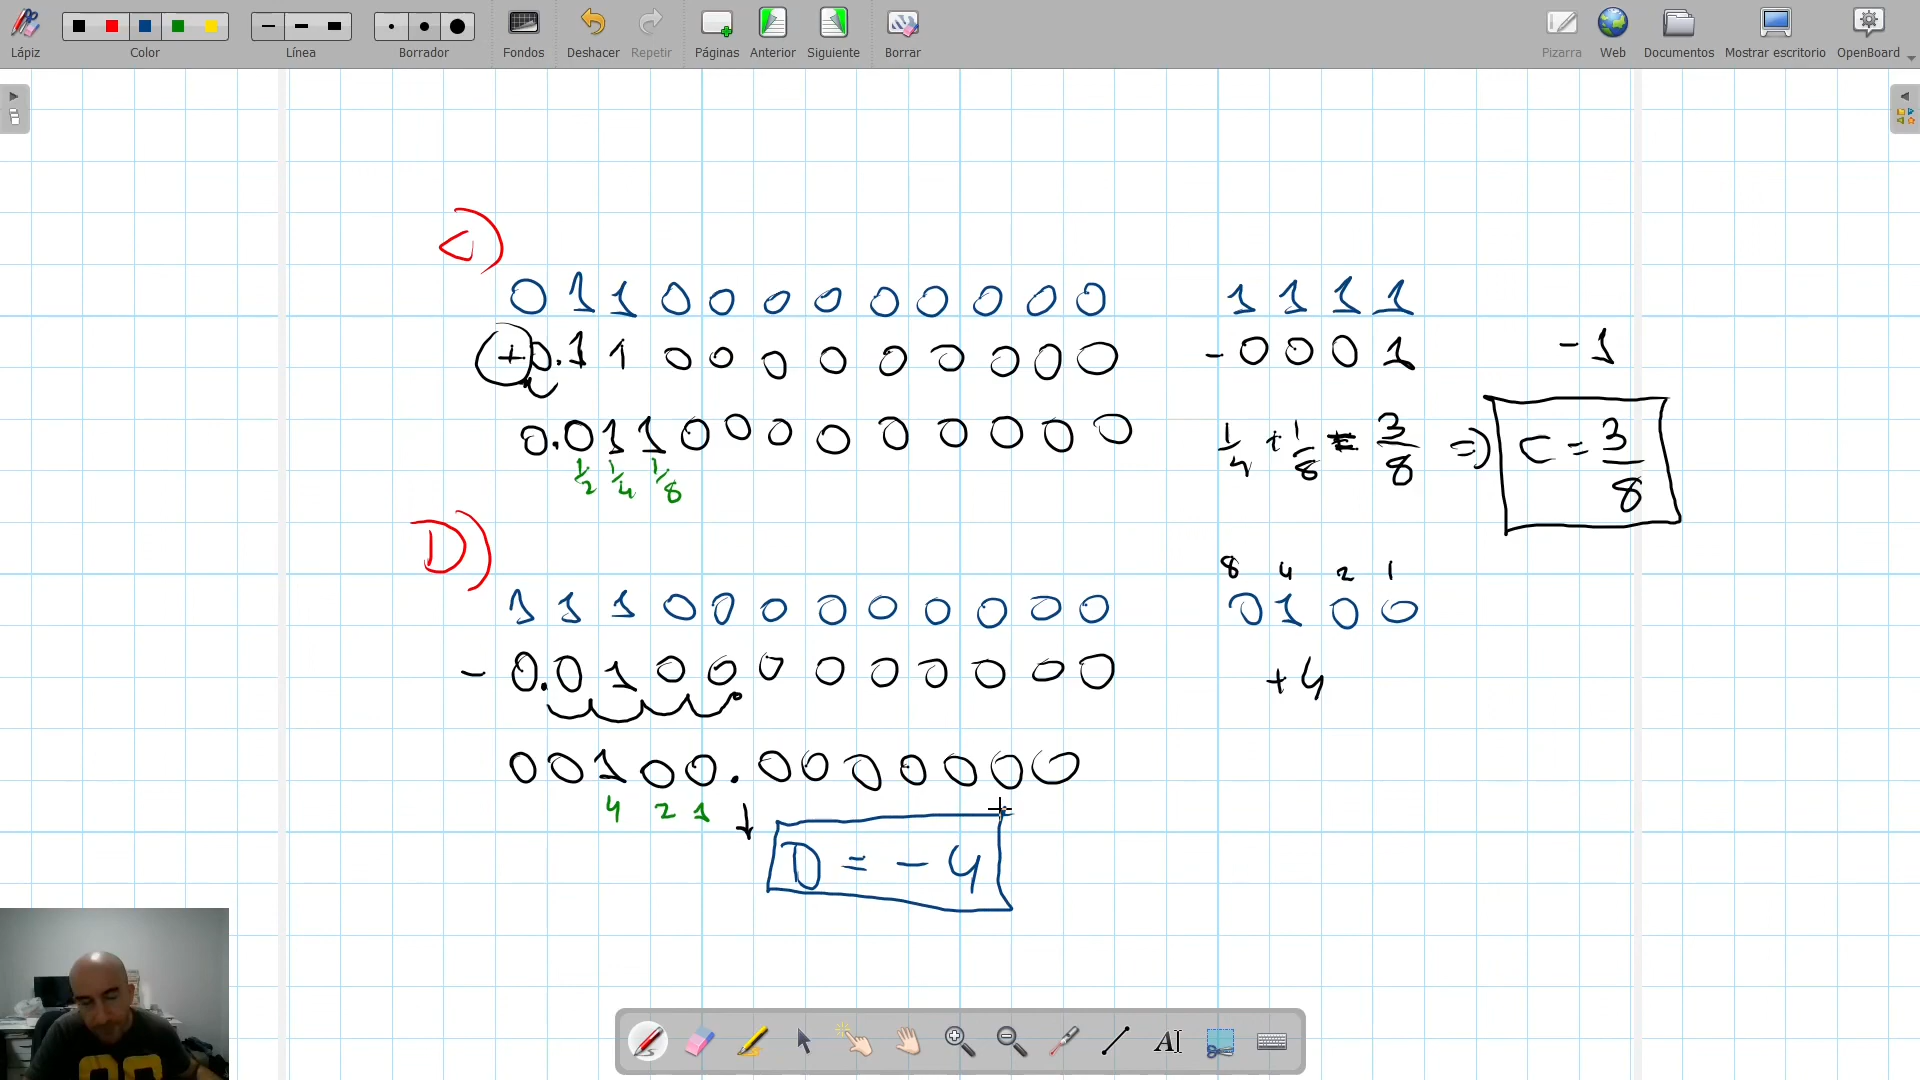 Lápiz Color Línea Borrador Fondos Deshacer Repetir Páginas Anterior Siguiente Borrar Pizarra Web Documentos Mostrar escritorio OpenBoard
C)
0 1 1 0 0 0 0 0 0 0 0 0 1 1 1 1
+0.1 1 0 0 0 0 0 0 0 0 0 -0 0 0 1 -1
0.0 1 1 0 0 0 0 0 0 0 0 0 0 1/4 + 1/8 = 3/8 => C = 3/8
1/2 1/4 1/8
D)
8 4 2 1
1 1 1 0 0 0 0 0 0 0 0 0 0 1 0 0
- 0.0 1 0 0 0 0 0 0 0 0 0 +4
0 0 1 0 0 . 0 0 0 0 0 0 0
4 2 1
D = - 4
AI